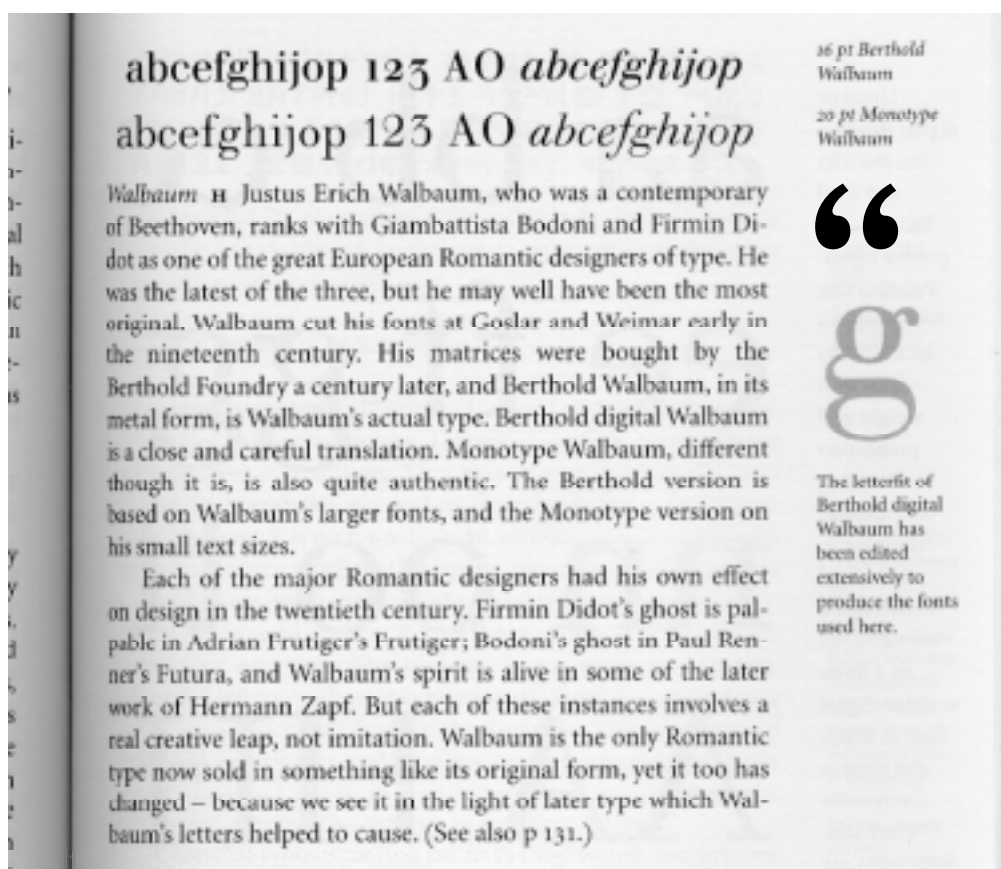 abcefghijop 123 AO abcefghijop
abcefghijop 123 AO abcefghijop
Walbaum H Justus Erich Walbaum, who was a contemporary
of Beethoven, ranks with Giambattista Bodoni and Firmin Di-
dot as one of the great European Romantic designers of type. He
was the latest of the three, but he may well have been the most
original. Walbaum cut his fonts at Goslar and Weimar early in
the nineteenth century. His matrices were bought by the
Berthold Foundry a century later, and Berthold Walbaum, in its
metal form, is Walbaum's actual type. Berthold digital Walbaum
is a close and careful translation. Monotype Walbaum, different
though it is, is also quite authentic. The Berthold version is
based on Walbaum's larger fonts, and the Monotype version on
his small text sizes.
Each of the major Romantic designers had his own effect
on design in the twentieth century. Firmin Didot's ghost is pal-
pable in Adrian Frutiger's Frutiger; Bodoni's ghost in Paul Ren-
ner's Futura, and Walbaum's spirit is alive in some of the later
work of Hermann Zapf. But each of these instances involves a
real creative leap, not imitation. Walbaum is the only Romantic
type now sold in something like its original form, yet it too has
changed – because we see it in the light of later type which Wal-
baum's letters helped to cause. (See also p 131.)
16 pt Berthold
Walbaum
20 pt Monotype
Walbaum
“
g
The letterfit of
Berthold digital
Walbaum has
been edited
extensively to
produce the fonts
used here.